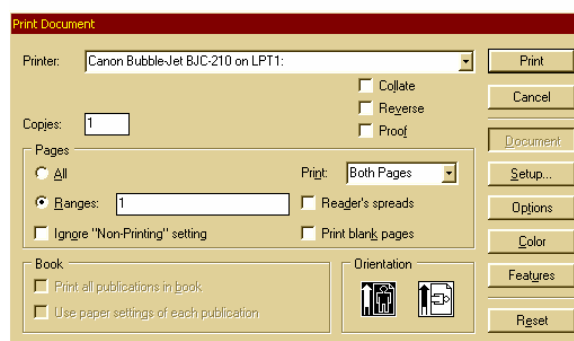 Print Document
Printer: Canon Bubble-Jet BJC-210 on LPT1: Print
Collate
Reverse Cancel
Copies: 1 Proof
Document
Pages
All Print: Both Pages Setup...
Ranges: 1 Reader's spreads Options
Ignore "Non-Printing" setting Print blank pages
Color
Book Orientation
Print all publications in book Features
Use paper settings of each publication
Reset